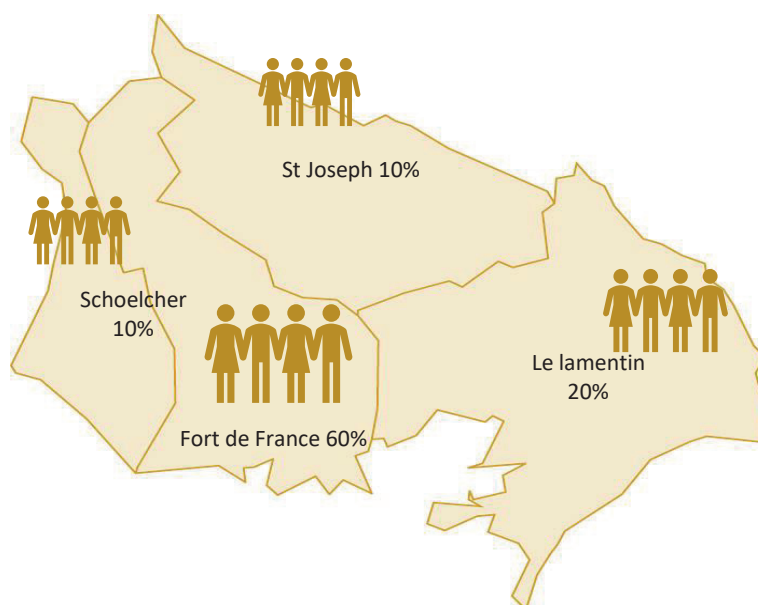 St Joseph 10%
Schoelcher
10%
Le lamentin
20%
Fort de France 60%